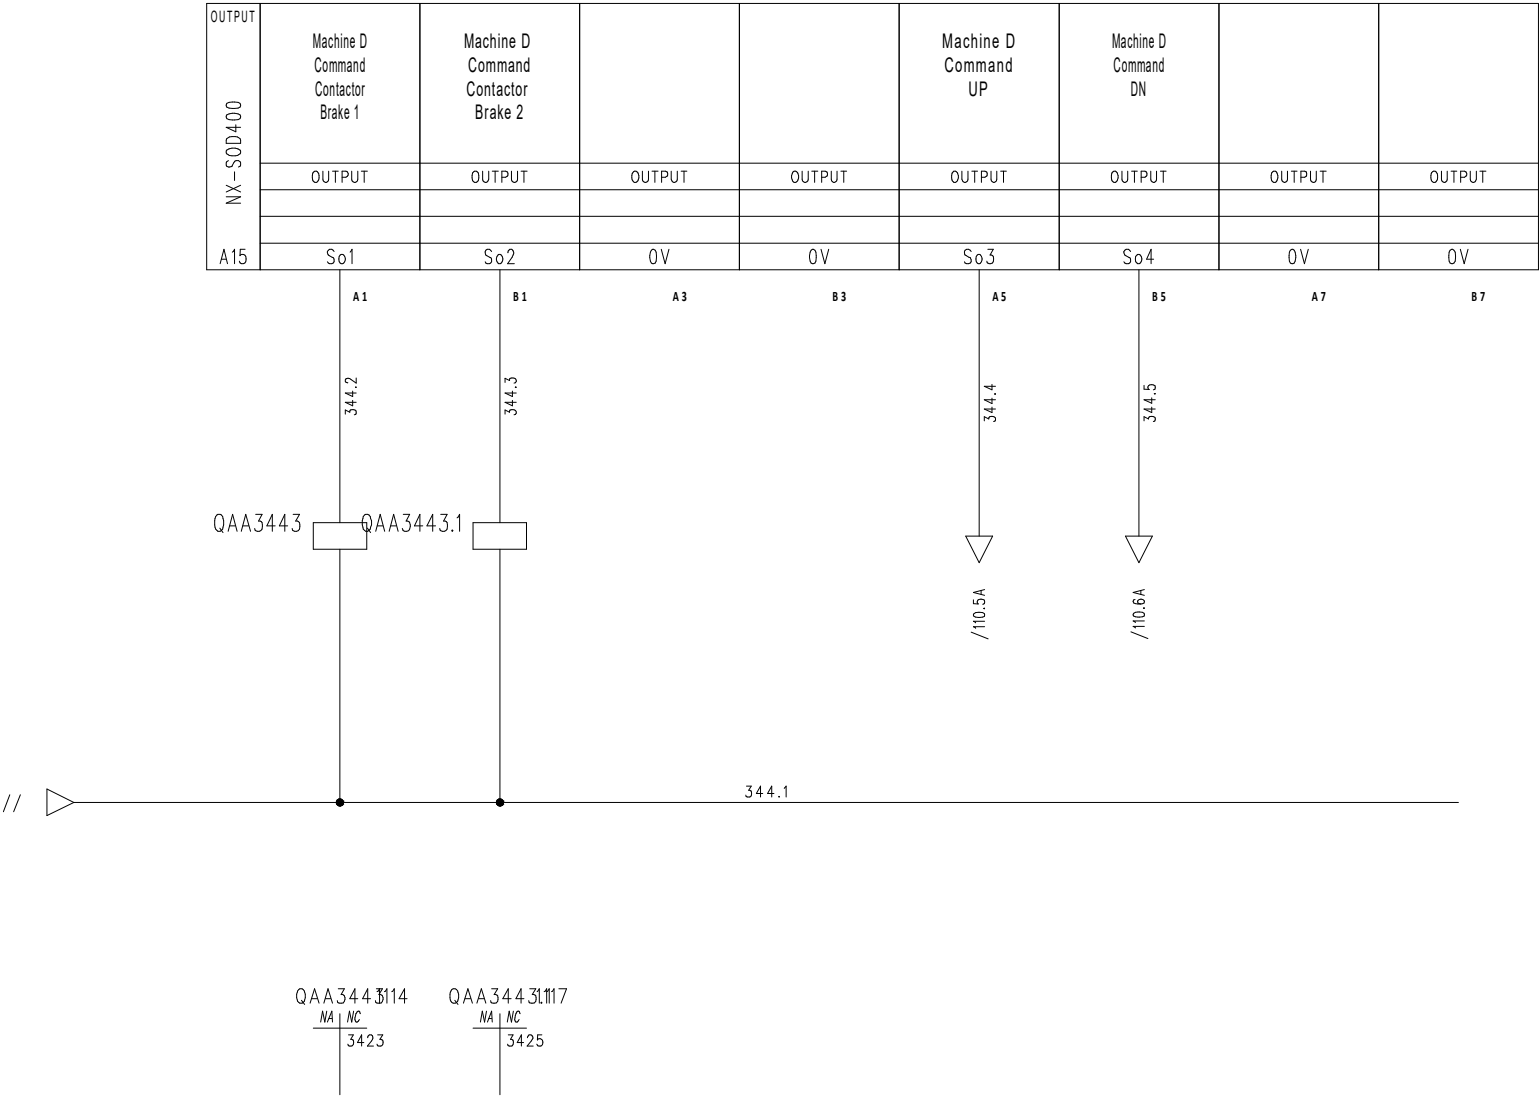 OUTPUT
NX-SOD400
A15
Machine D
Command
Contactor
Brake 1
Machine D
Command
Contactor
Brake 2
Machine D
Command
UP
Machine D
Command
DN
OUTPUT OUTPUT OUTPUT OUTPUT OUTPUT OUTPUT OUTPUT OUTPUT
So1 So2 0V 0V So3 So4 0V 0V
A1 B1 A3 B3 A5 B5 A7 B7
344.2
344.3
344.4
344.5
QAA3443
QAA3443.1
/110.5A
/110.6A
//
344.1
NA NC
3423
NA NC
3425